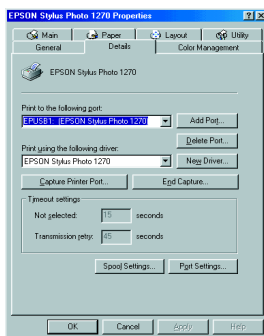 EPSON Stylus Photo 1270 Properties
Main Paper Layout Utility
General Details Color Management
EPSON Stylus Photo 1270
Print to the following port:
EPUSB1: (EPSON Stylus Photo 1270)
Add Port...
Delete Port...
Print using the following driver:
EPSON Stylus Photo 1270
New Driver...
Capture Printer Port... End Capture...
Timeout settings
Not selected: 15 seconds
Transmission retry: 45 seconds
Spool Settings... Port Settings...
OK Cancel Apply Help